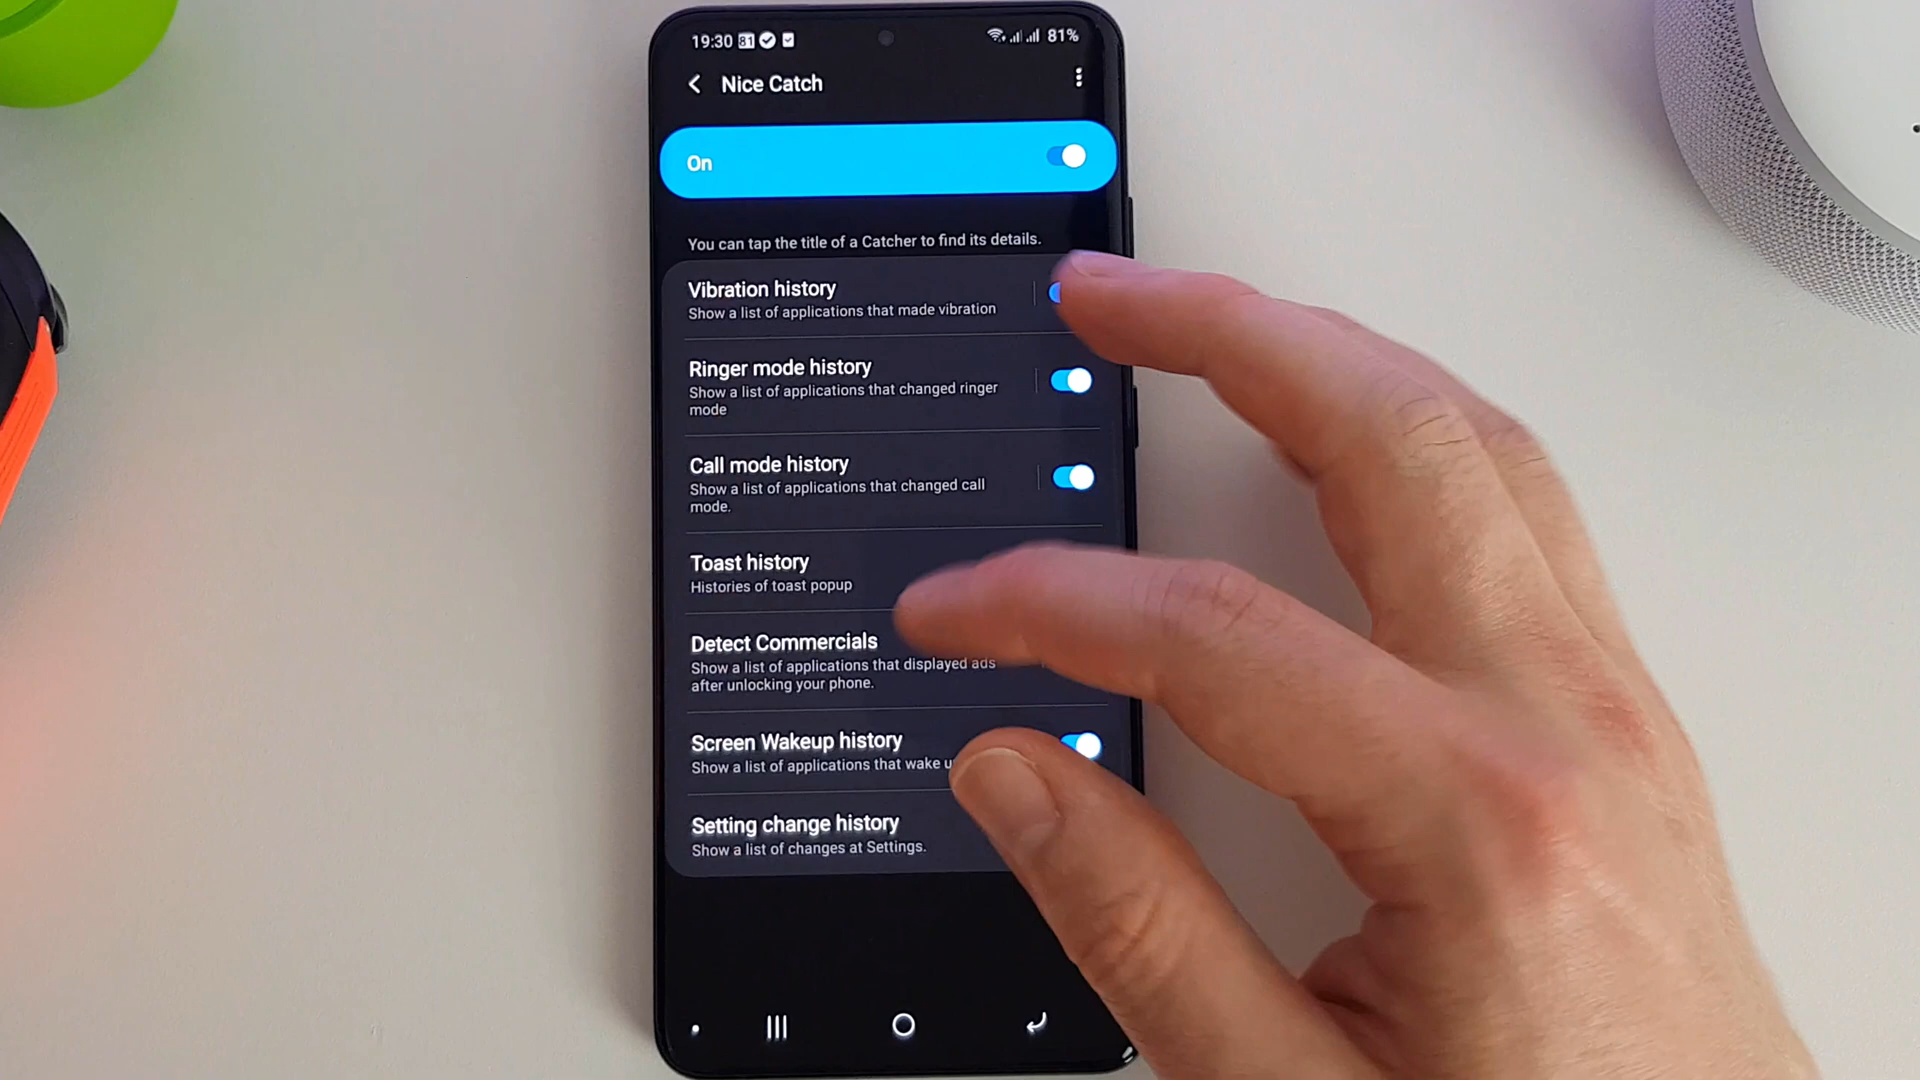 19:30 81 81%
Nice Catch
On
You can tap the title of a Catcher to find its details.
Vibration history
Show a list of applications that made vibration
Ringer mode history
Show a list of applications that changed ringer
mode
Call mode history
Show a list of applications that changed call
mode.
Toast history
Histories of toast popup
Detect Commercials
Show a list of applications that displayed ads
after unlocking your phone.
Screen Wakeup history
Show a list of applications that wake
Setting change history
Show a list of changes at Settings.